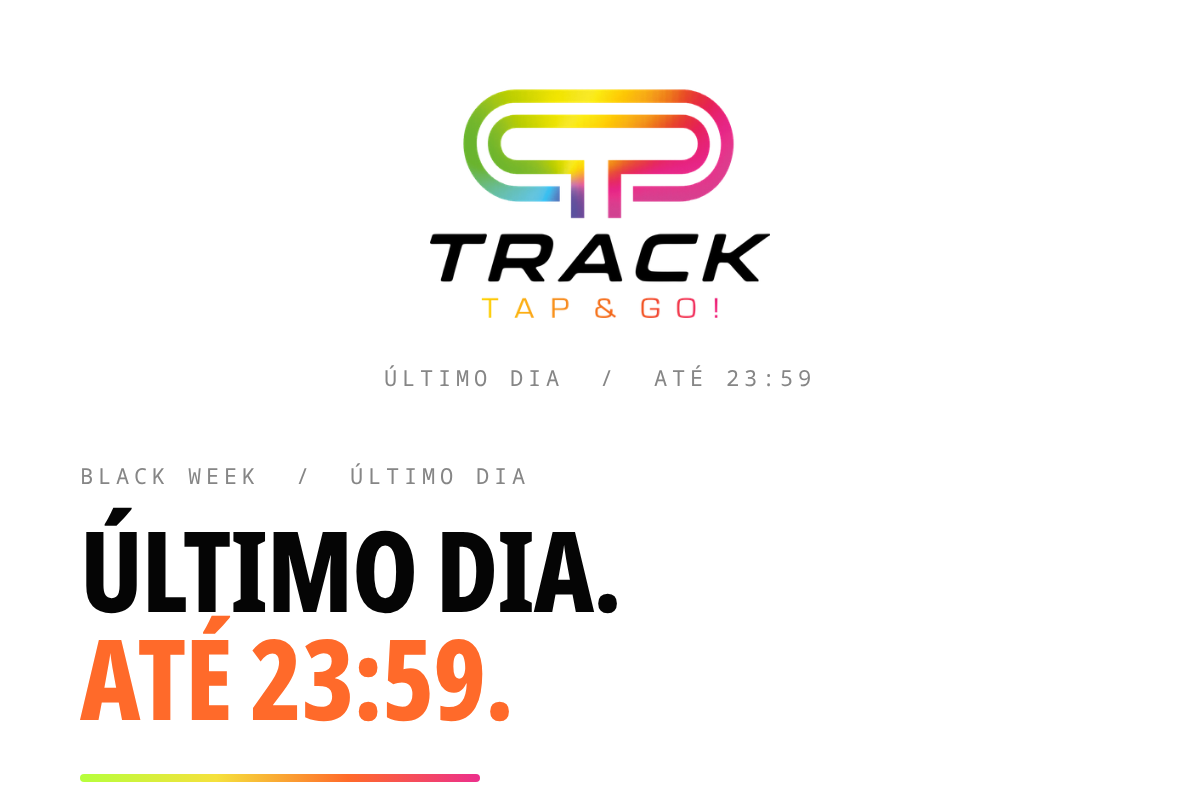 TRACK
TAP & GO!
ÚLTIMO DIA / ATÉ 23:59
BLACK WEEK / ÚLTIMO DIA
ÚLTIMO DIA.
ATÉ 23:59.